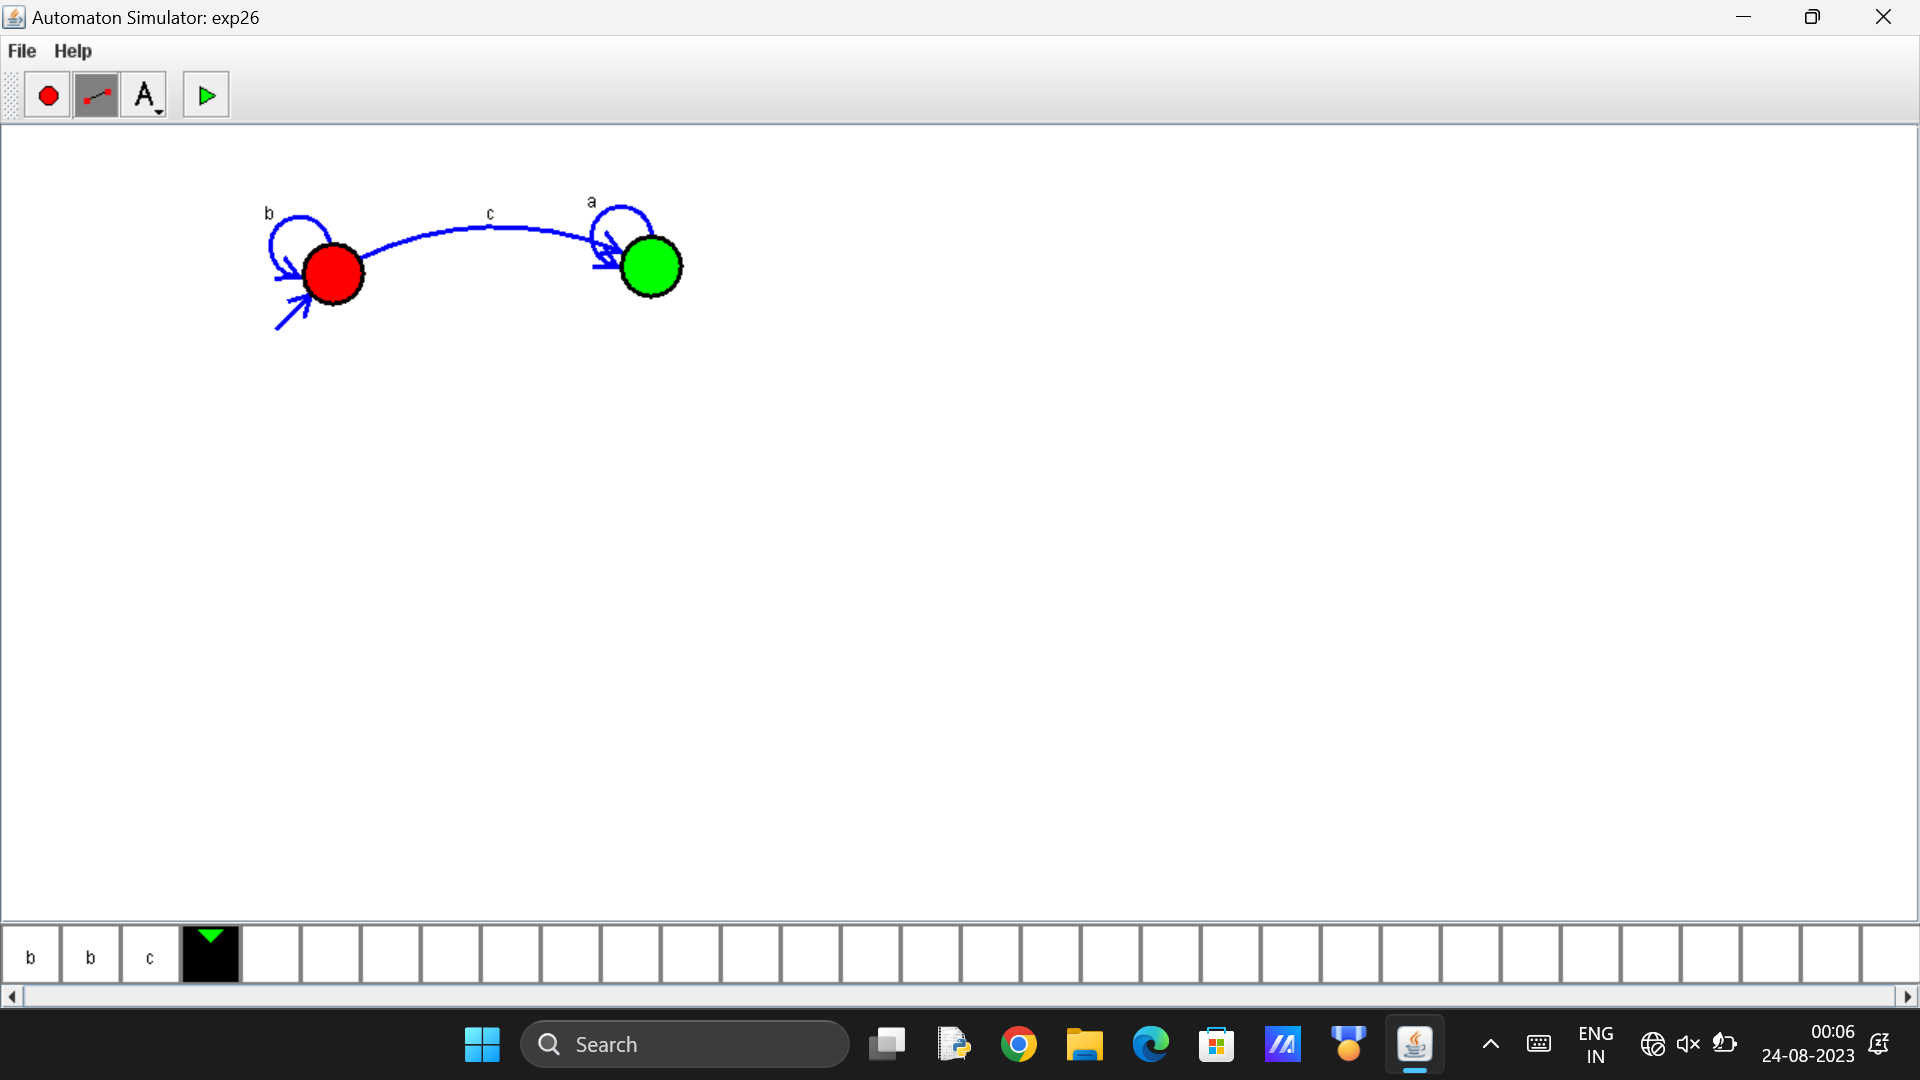 Automaton Simulator: exp26
File Help
A
b
c
a
b b c
Search
ENG
IN
00:06
24-08-2023